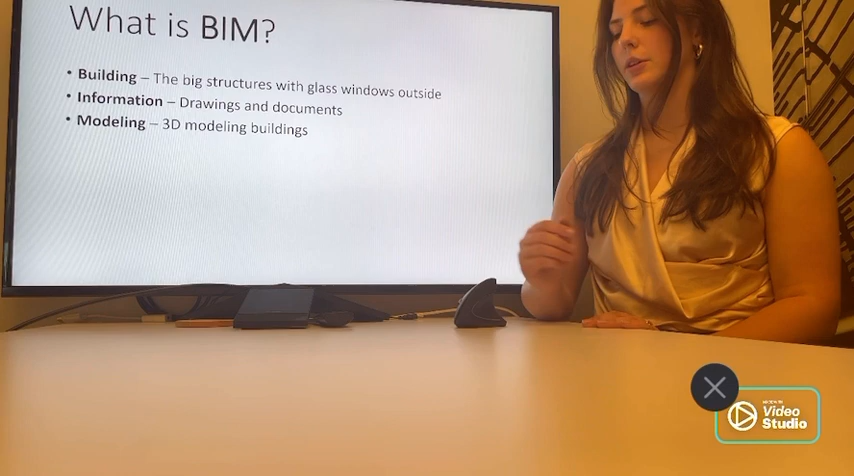 What is BIM?
• Building – The big structures with glass windows outside
• Information – Drawings and documents
• Modeling – 3D modeling buildings
Video
Studio